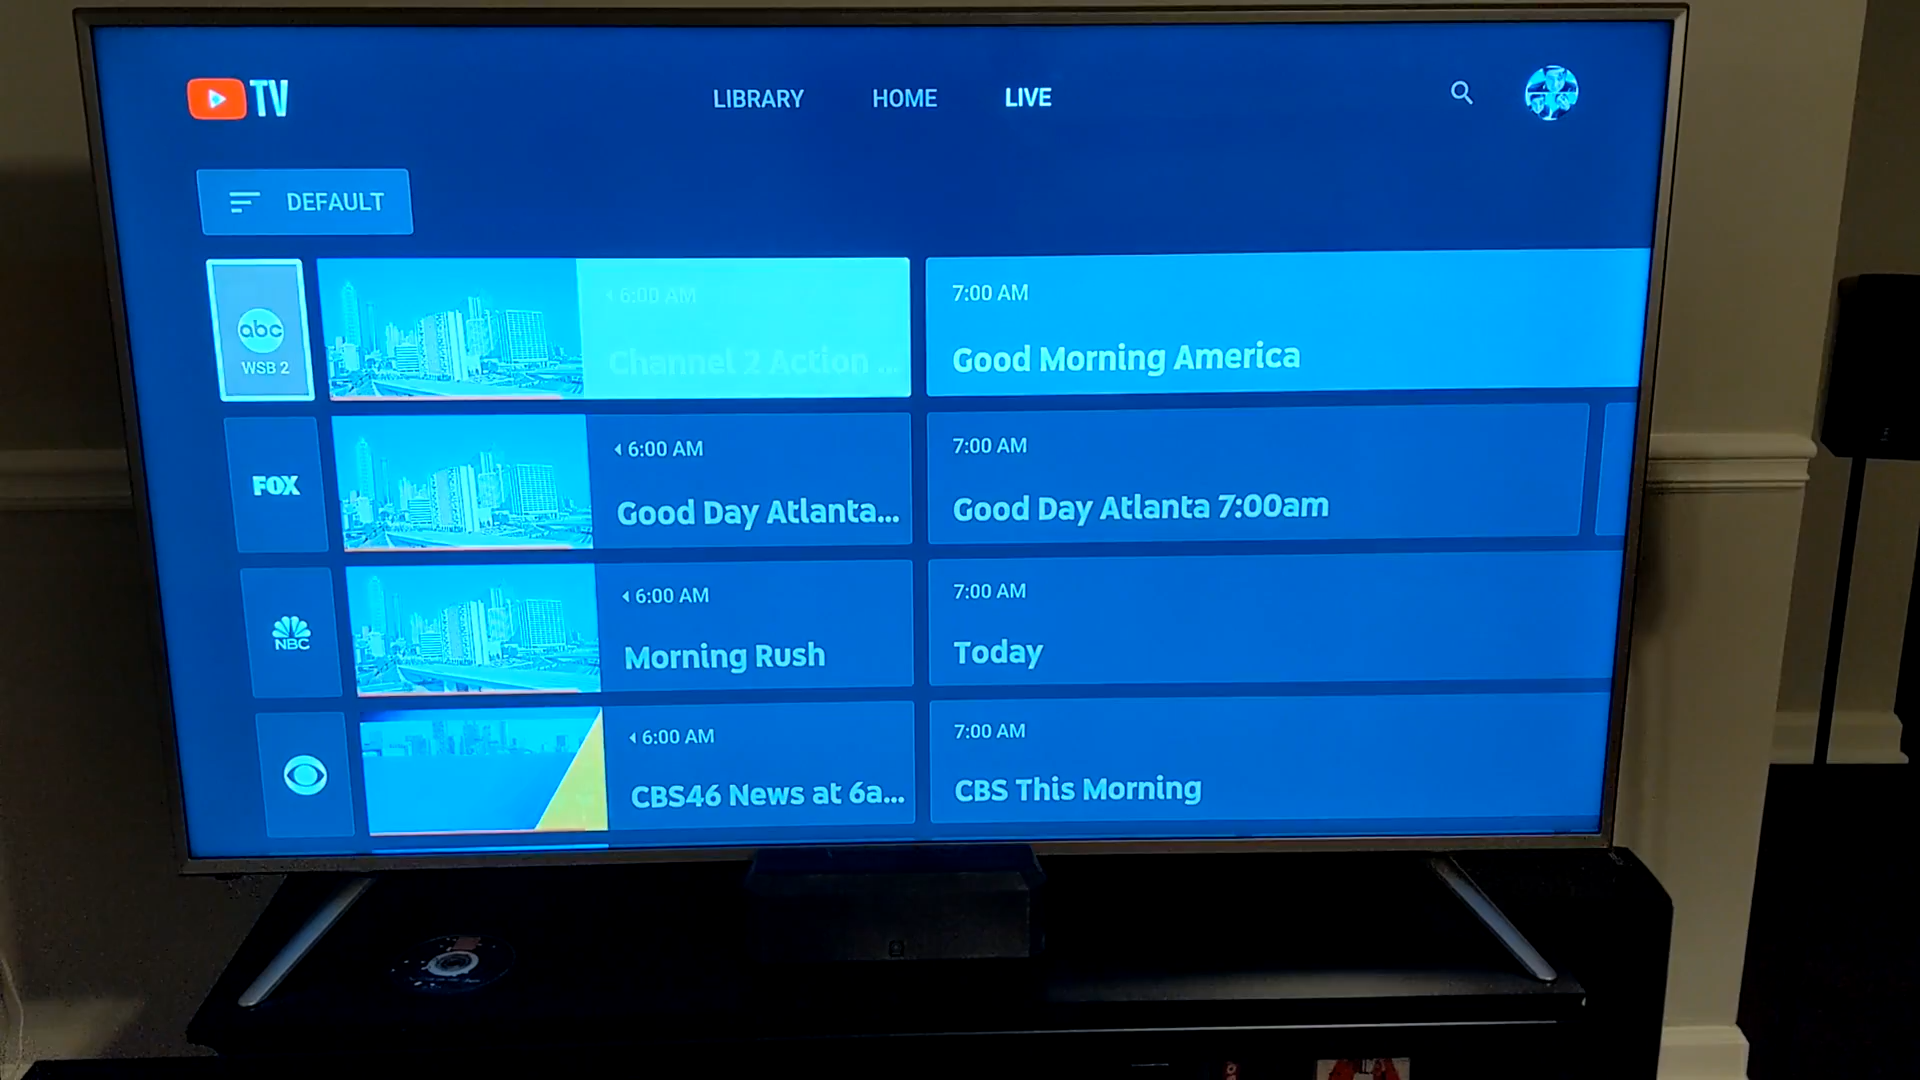 TV
LIBRARY HOME LIVE
DEFAULT
abc
WSB 2
6:00 AM
Channel 2 Action ...
7:00 AM
Good Morning America
FOX
6:00 AM
Good Day Atlanta...
7:00 AM
Good Day Atlanta 7:00am
NBC
6:00 AM
Morning Rush
7:00 AM
Today
6:00 AM
CBS46 News at 6a...
7:00 AM
CBS This Morning